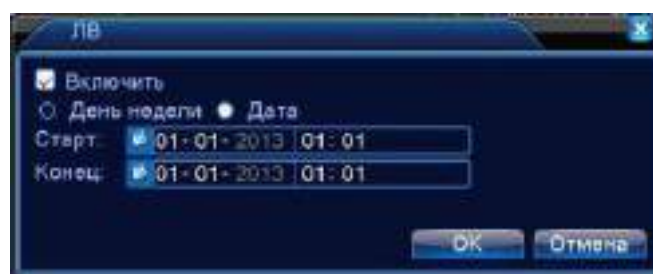 ЛВ
Включить
День недели Дата
Старт: 01-01-2013 01:01
Конец: 01-01-2013 01:01
OK Отмена